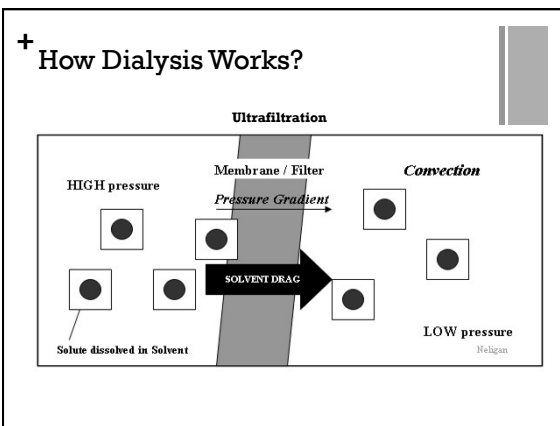 +
How Dialysis Works?
Ultrafiltration
Membrane / Filter
Convection
HIGH pressure
Pressure Gradient
SOLVENT DRAG
LOW pressure
Solute dissolved in Solvent
Neligan